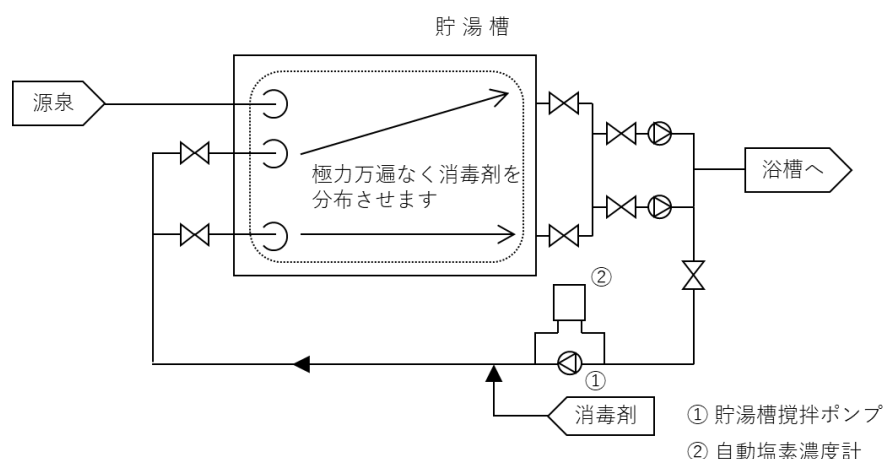 貯湯槽
源泉
極力万遍なく消毒剤を
分布させます
浴槽へ
②
①
消毒剤
① 貯湯槽撹拌ポンプ
② 自動塩素濃度計